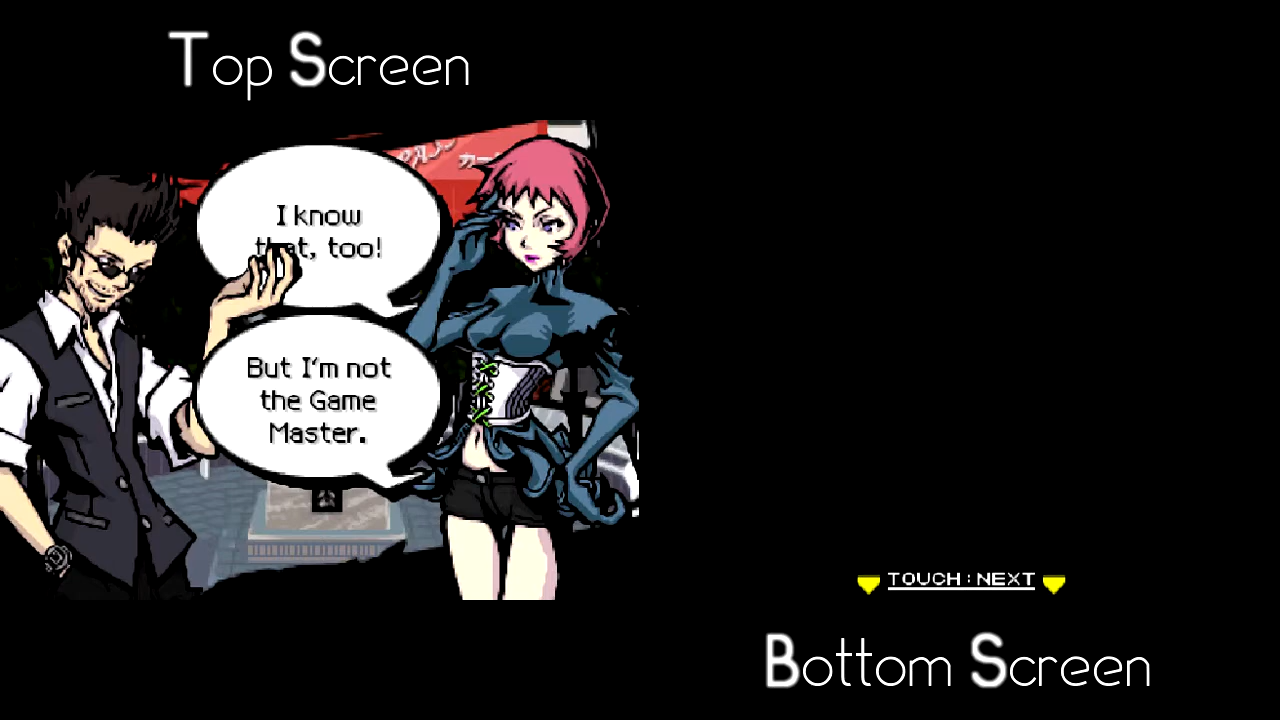 Top Screen
I know
that, too!
But I'm not
the Game
Master.
TOUCH : NEXT
Bottom Screen